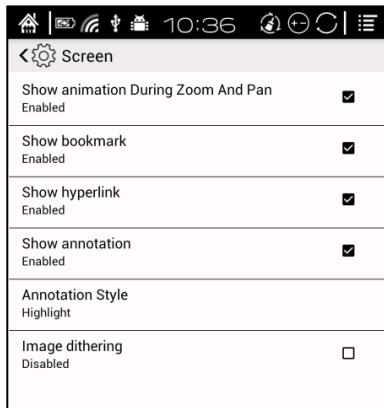 10:36
Screen
Show animation During Zoom And Pan
Enabled
Show bookmark
Enabled
Show hyperlink
Enabled
Show annotation
Enabled
Annotation Style
Highlight
Image dithering
Disabled